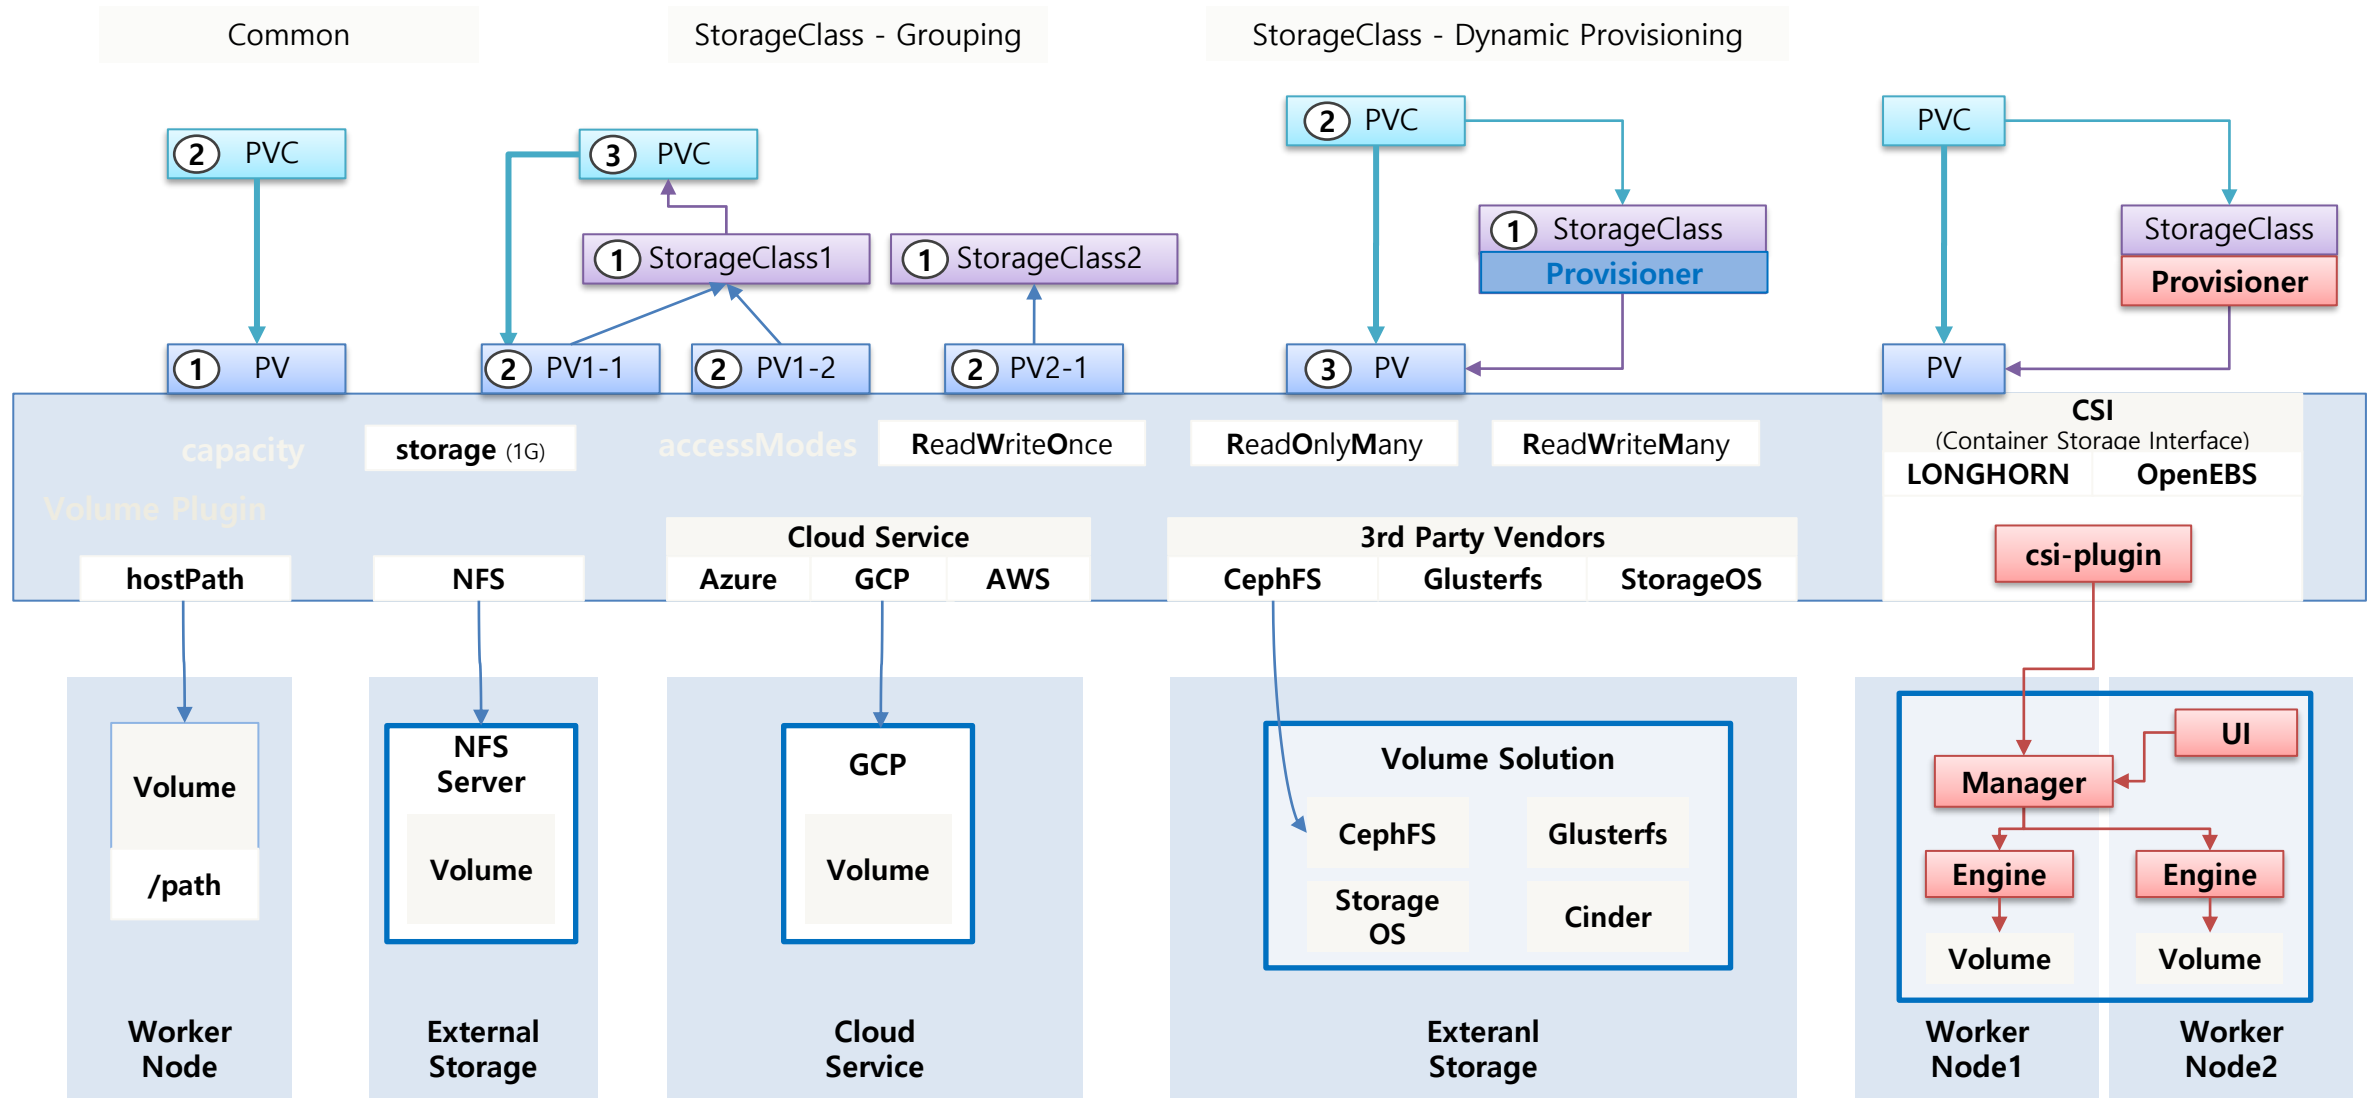 Common
StorageClass - Grouping
StorageClass - Dynamic Provisioning
2 PVC
3 PVC
2 PVC
PVC
1 StorageClass1
1 StorageClass2
1 StorageClass
Provisioner
StorageClass
Provisioner
1 PV
2 PV1-1
2 PV1-2
2 PV2-1
3 PV
PV
capacity
storage (1G)
accessModes
ReadWriteOnce
ReadOnlyMany
ReadWriteMany
CSI
(Container Storage Interface)
LONGHORN
OpenEBS
Volume Plugin
hostPath
NFS
Cloud Service
Azure
GCP
AWS
3rd Party Vendors
CephFS
Glusterfs
StorageOS
csi-plugin
Volume
/path
Worker
Node
NFS
Server
Volume
External
Storage
GCP
Volume
Cloud
Service
Volume Solution
CephFS
Glusterfs
Storage
OS
Cinder
Exteranl
Storage
UI
Manager
Engine
Engine
Volume
Volume
Worker
Node1
Worker
Node2